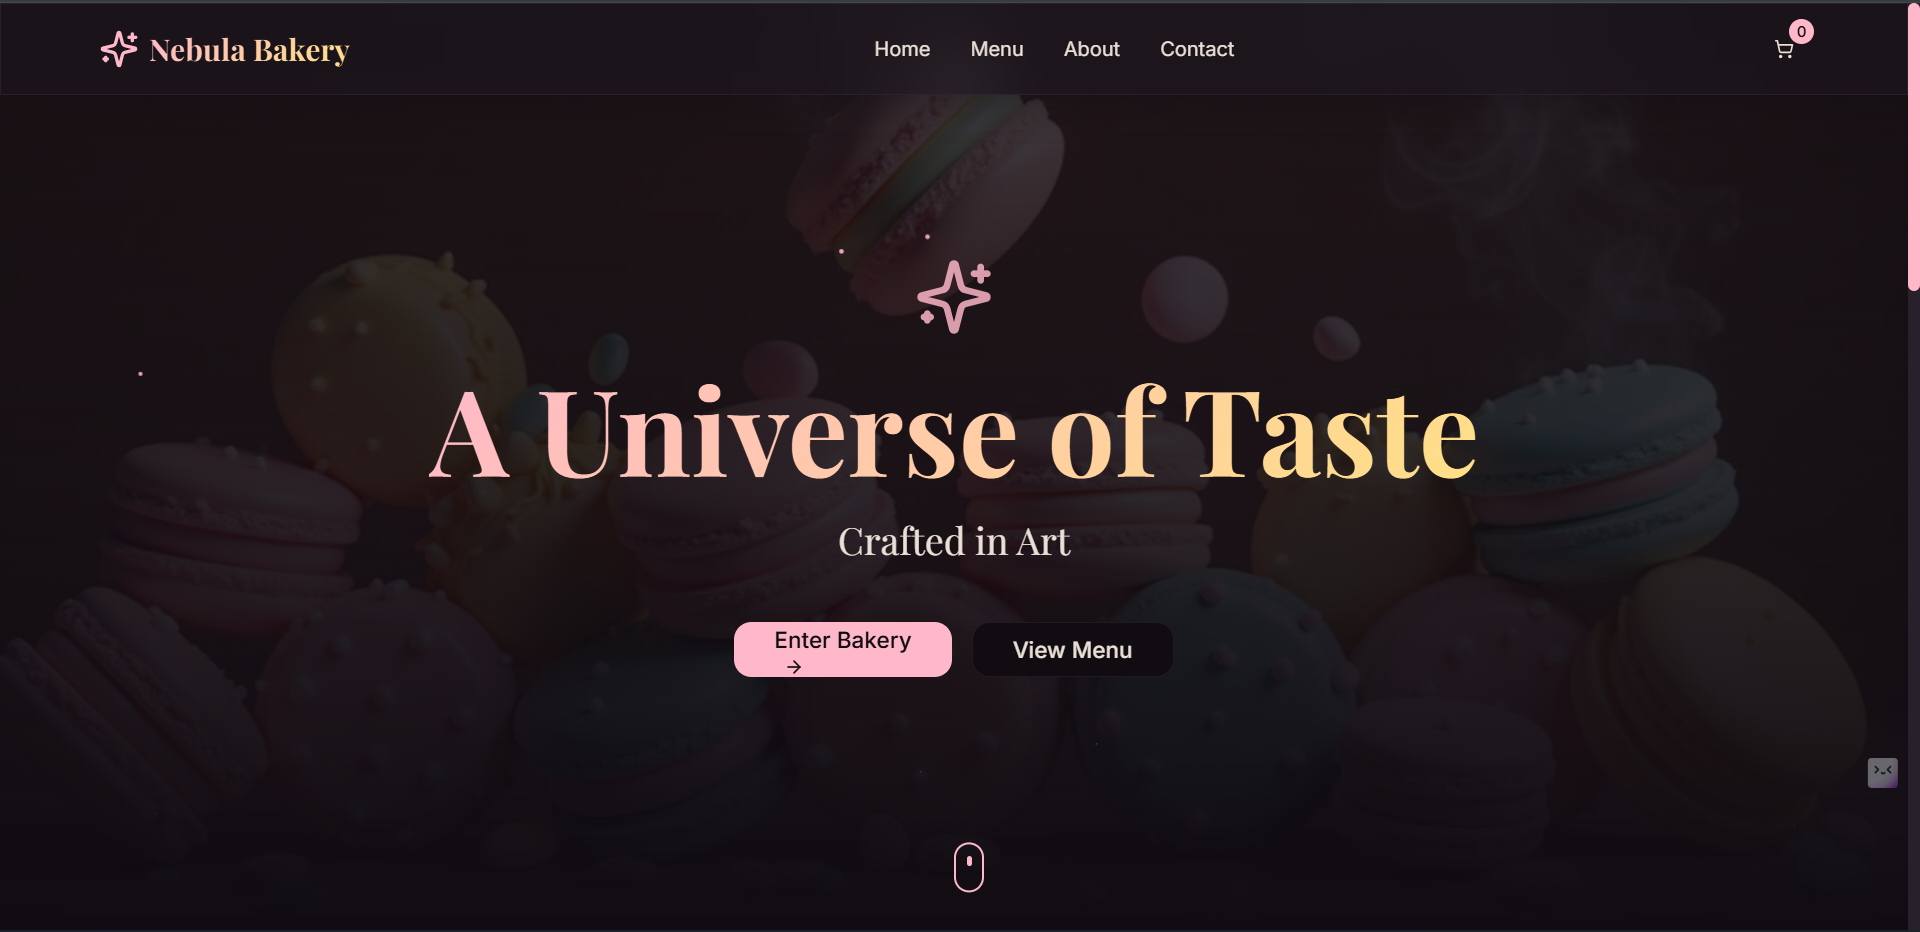 Nebula Bakery
Home
Menu
About
Contact
0
A Universe of Taste
Crafted in Art
Enter Bakery
→
View Menu